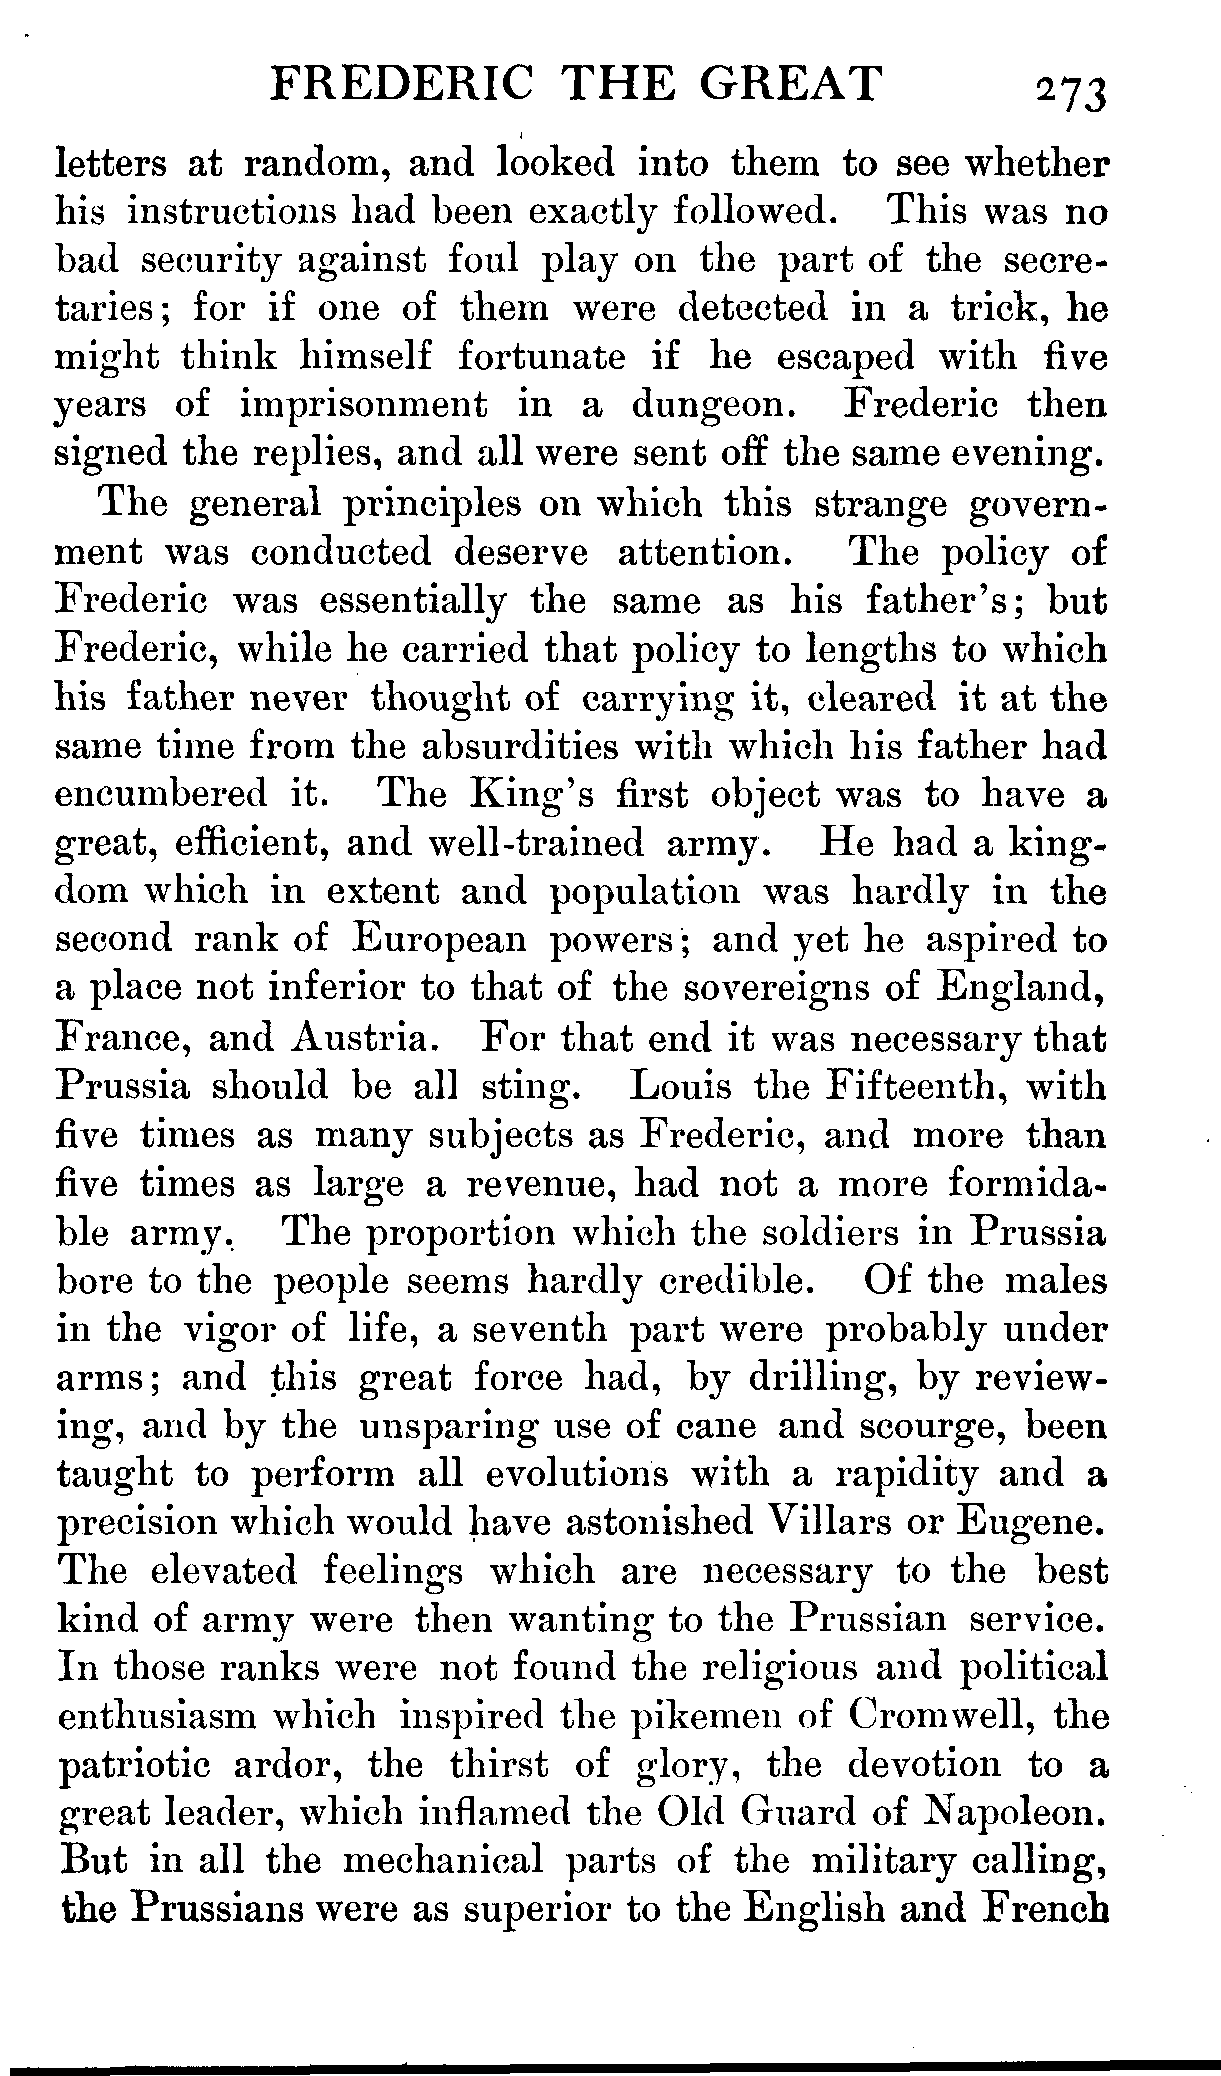 FREDERIC THE GREAT 273
letters at random, and looked into them to see whether
his instructions had been exactly followed. This was no
bad security against foul play on the part of the secre-
taries; for if one of them were detected in a trick, he
might think himself fortunate if he escaped with five
years of imprisonment in a dungeon. Frederic then
signed the replies, and all were sent off the same evening.
The general principles on which this strange govern-
ment was conducted deserve attention. The policy of
Frederic was essentially the same as his father's; but
Frederic, while he carried that policy to lengths to which
his father never thought of carrying it, cleared it at the
same time from the absurdities with which his father had
encumbered it. The King's first object was to have a
great, efficient, and well-trained army. He had a king-
dom which in extent and population was hardly in the
second rank of European powers; and yet he aspired to
a place not inferior to that of the sovereigns of England,
France, and Austria. For that end it was necessary that
Prussia should be all sting. Louis the Fifteenth, with
five times as many subjects as Frederic, and more than
five times as large a revenue, had not a more formida-
ble army. The proportion which the soldiers in Prussia
bore to the people seems hardly credible. Of the males
in the vigor of life, a seventh part were probably under
arms; and this great force had, by drilling, by review-
ing, and by the unsparing use of cane and scourge, been
taught to perform all evolutions with a rapidity and a
precision which would have astonished Villars or Eugene.
The elevated feelings which are necessary to the best
kind of army were then wanting to the Prussian service.
In those ranks were not found the religious and political
enthusiasm which inspired the pikemen of Cromwell, the
patriotic ardor, the thirst of glory, the devotion to a
great leader, which inflamed the Old Guard of Napoleon.
But in all the mechanical parts of the military calling,
the Prussians were as superior to the English and French